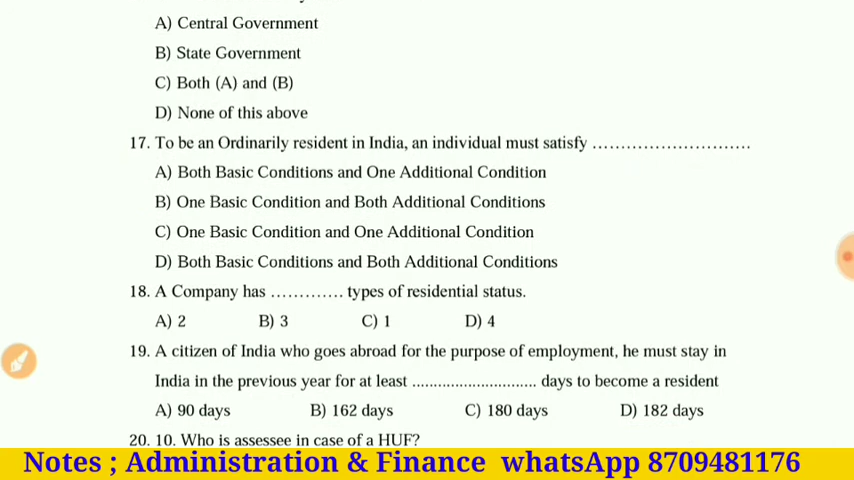 A) Central Government
B) State Government
C) Both (A) and (B)
D) None of this above
17. To be an Ordinarily resident in India, an individual must satisfy ............................
A) Both Basic Conditions and One Additional Condition
B) One Basic Condition and Both Additional Conditions
C) One Basic Condition and One Additional Condition
D) Both Basic Conditions and Both Additional Conditions
18. A Company has ............. types of residential status.
A) 2 B) 3 C) 1 D) 4
19. A citizen of India who goes abroad for the purpose of employment, he must stay in
India in the previous year for at least ............................. days to become a resident
A) 90 days B) 162 days C) 180 days D) 182 days
20. 10. Who is assessee in case of a HUF?
Notes ; Administration & Finance whatsApp 8709481176